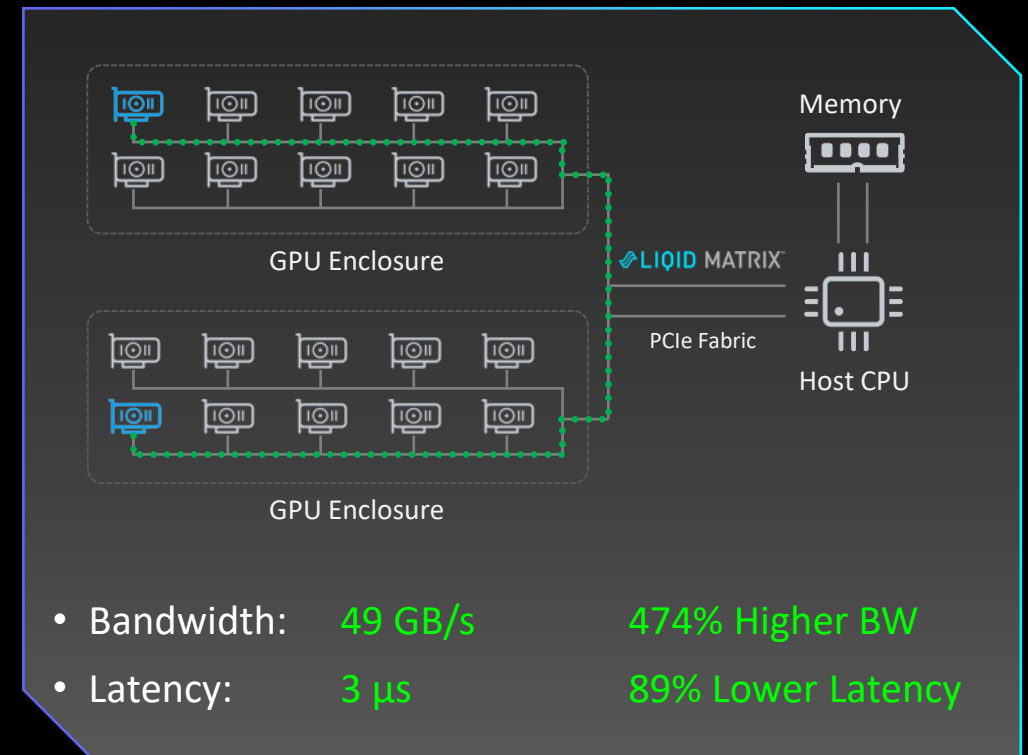 Memory
GPU Enclosure
LIQID MATRIX™
PCIe Fabric
Host CPU
GPU Enclosure
• Bandwidth: 49 GB/s 474% Higher BW
• Latency: 3 µs 89% Lower Latency